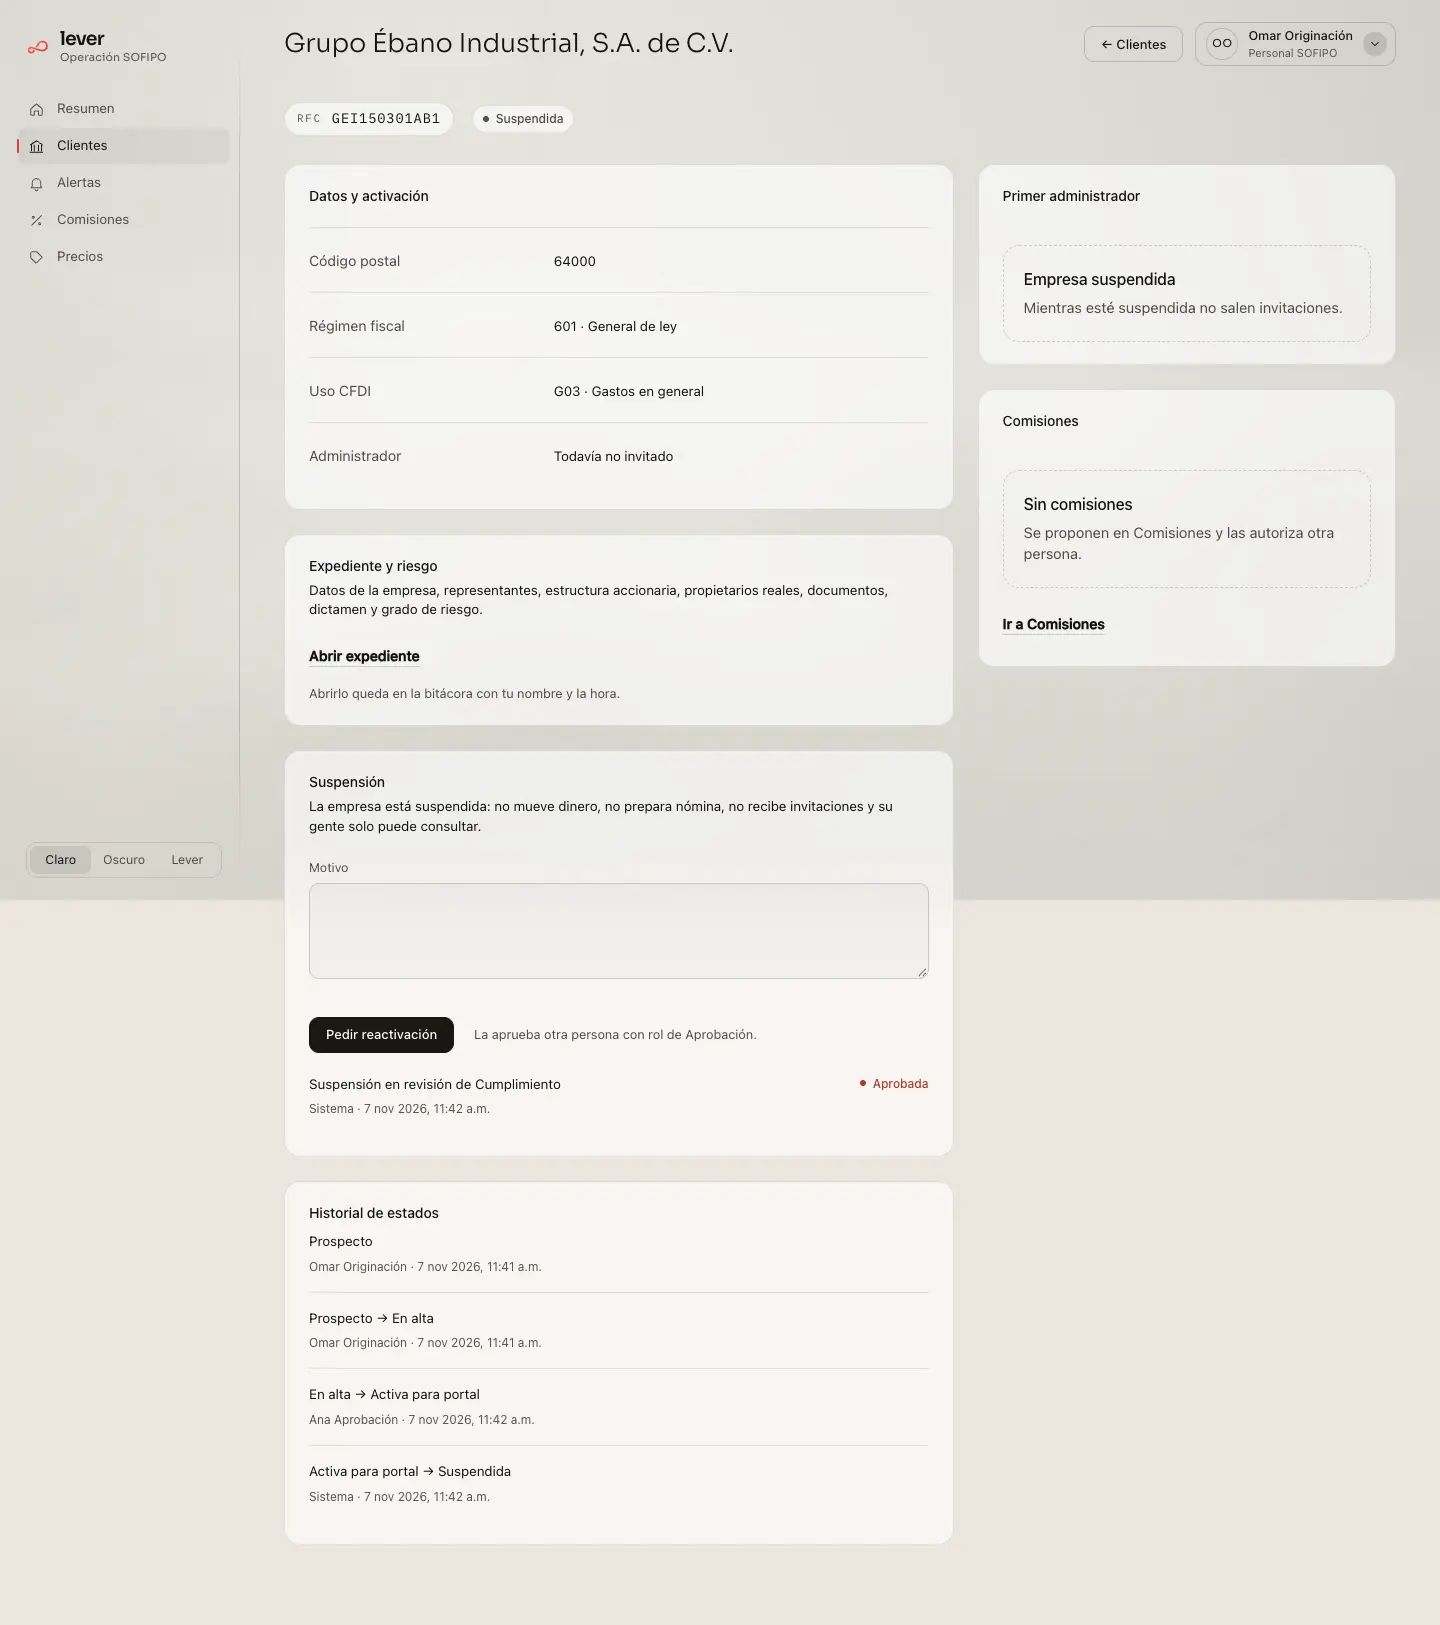 lever
Operación SOFIPO
Resumen
Clientes
Alertas
Comisiones
Precios
Claro
Oscuro
Lever
Grupo Ébano Industrial, S.A. de C.V.
← Clientes
OO
Omar Originación
Personal SOFIPO
RFC GEI150301AB1
Suspendida
Datos y activación
Código postal
64000
Régimen fiscal
601 · General de ley
Uso CFDI
G03 · Gastos en general
Administrador
Todavía no invitado
Expediente y riesgo
Datos de la empresa, representantes, estructura accionaria, propietarios reales, documentos,
dictamen y grado de riesgo.
Abrir expediente
Abrirlo queda en la bitácora con tu nombre y la hora.
Suspensión
La empresa está suspendida: no mueve dinero, no prepara nómina, no recibe invitaciones y su
gente solo puede consultar.
Motivo
Pedir reactivación
La aprueba otra persona con rol de Aprobación.
Suspensión en revisión de Cumplimiento
Aprobada
Sistema · 7 nov 2026, 11:42 a.m.
Historial de estados
Prospecto
Omar Originación · 7 nov 2026, 11:41 a.m.
Prospecto → En alta
Omar Originación · 7 nov 2026, 11:41 a.m.
En alta → Activa para portal
Ana Aprobación · 7 nov 2026, 11:42 a.m.
Activa para portal → Suspendida
Sistema · 7 nov 2026, 11:42 a.m.
Primer administrador
Empresa suspendida
Mientras esté suspendida no salen invitaciones.
Comisiones
Sin comisiones
Se proponen en Comisiones y las autoriza otra
persona.
Ir a Comisiones